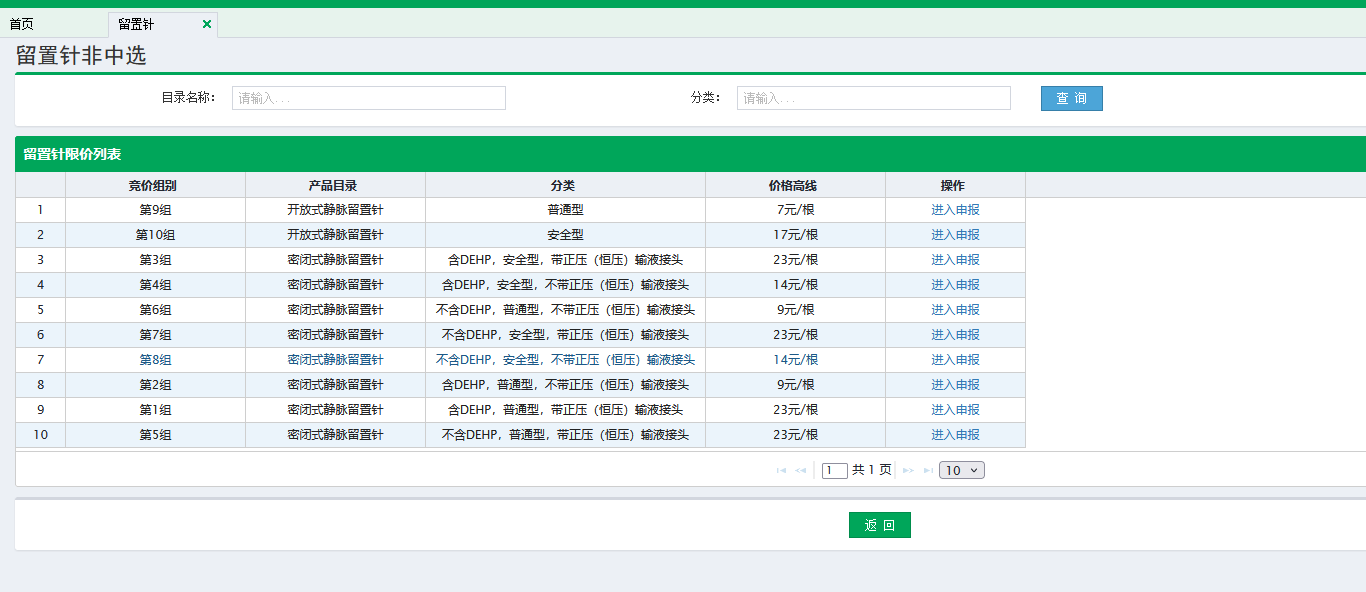 首页 留置针
留置针非中选
目录名称： 请输入... 分类： 请输入... 查 询
留置针限价列表
竞价组别 产品目录 分类 价格高线 操作
1 第9组 开放式静脉留置针 普通型 7元/根 进入申报
2 第10组 开放式静脉留置针 安全型 17元/根 进入申报
3 第3组 密闭式静脉留置针 含DEHP，安全型，带正压（恒压）输液接头 23元/根 进入申报
4 第4组 密闭式静脉留置针 含DEHP，安全型，不带正压（恒压）输液接头 14元/根 进入申报
5 第6组 密闭式静脉留置针 不含DEHP，普通型，不带正压（恒压）输液接头 9元/根 进入申报
6 第7组 密闭式静脉留置针 不含DEHP，安全型，带正压（恒压）输液接头 23元/根 进入申报
7 第8组 密闭式静脉留置针 不含DEHP，安全型，不带正压（恒压）输液接头 14元/根 进入申报
8 第2组 密闭式静脉留置针 含DEHP，普通型，不带正压（恒压）输液接头 9元/根 进入申报
9 第1组 密闭式静脉留置针 含DEHP，普通型，带正压（恒压）输液接头 23元/根 进入申报
10 第5组 密闭式静脉留置针 不含DEHP，普通型，带正压（恒压）输液接头 23元/根 进入申报
1 共 1 页 10
返 回